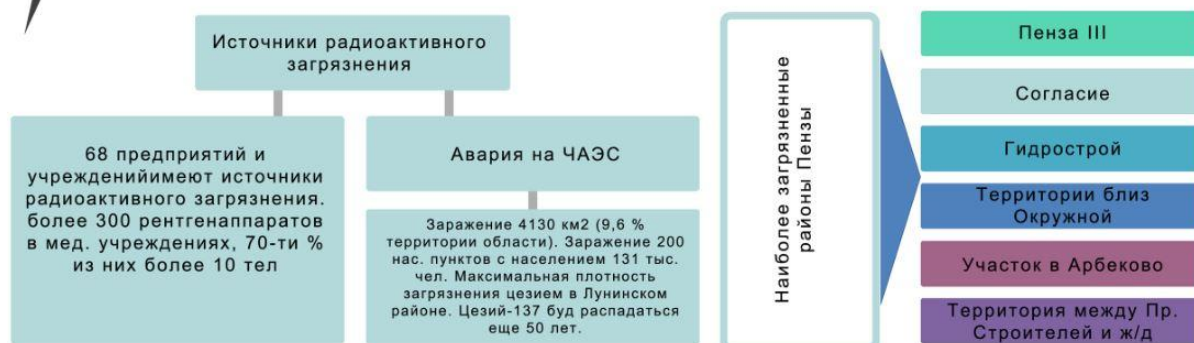 Источники радиоактивного
загрязнения
68 предприятий и
учрежденийимеют источники
радиоактивного загрязнения.
более 300 рентгенаппаратов
в мед. учреждениях, 70-ти %
из них более 10 тел
Авария на ЧАЭС
Заражение 4130 км2 (9,6 %
территории области). Заражение 200
нас. пунктов с населением 131 тыс.
чел. Максимальная плотность
загрязнения цезием в Лунинском
районе. Цезий-137 буд распадаться
еще 50 лет.
Наиболее загрязненные
районы Пензы
Пенза III
Согласие
Гидрострой
Территории близ
Окружной
Участок в Арбеково
Территория между Пр.
Строителей и ж/д